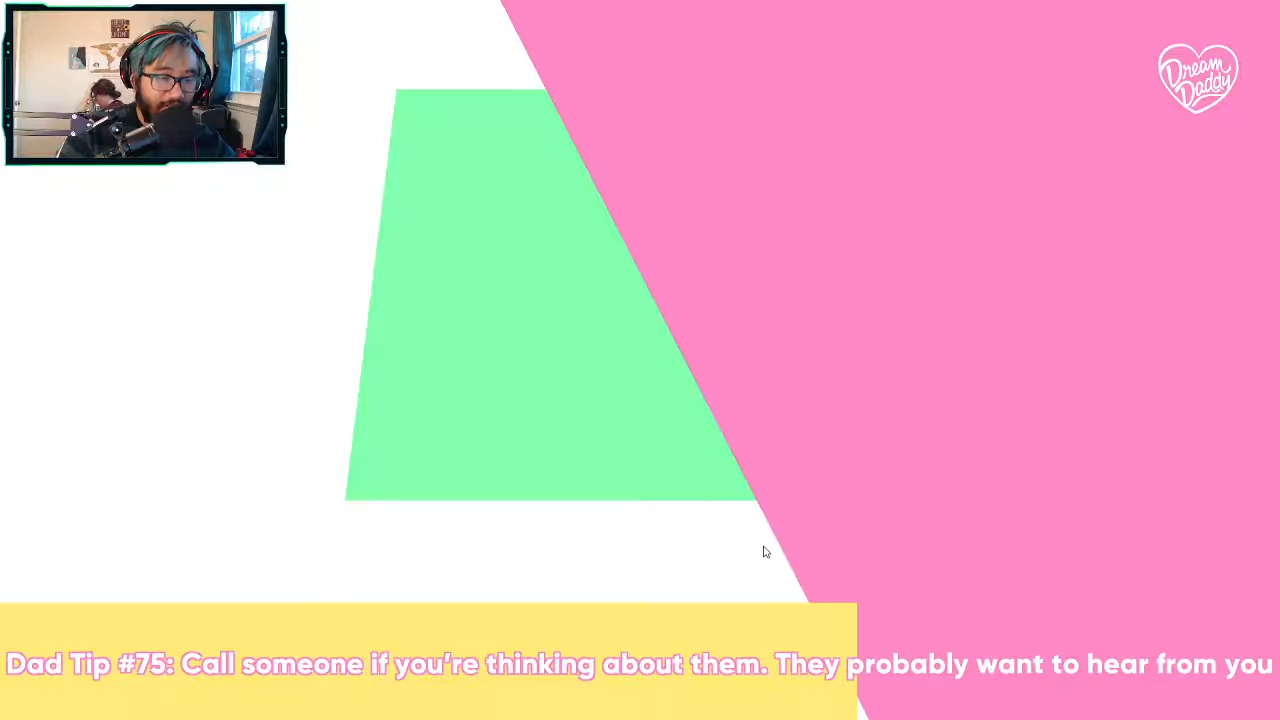 Dream
Daddy
Dad Tip #75: Call someone if you're thinking about them. They probably want to hear from you